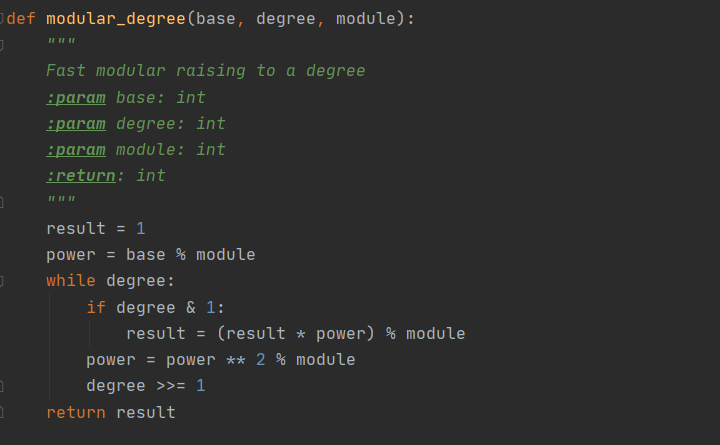 def modular_degree(base, degree, module):
    """
    Fast modular raising to a degree
    :param base: int
    :param degree: int
    :param module: int
    :return: int
    """
    result = 1
    power = base % module
    while degree:
        if degree & 1:
            result = (result * power) % module
        power = power ** 2 % module
        degree >>= 1
    return result